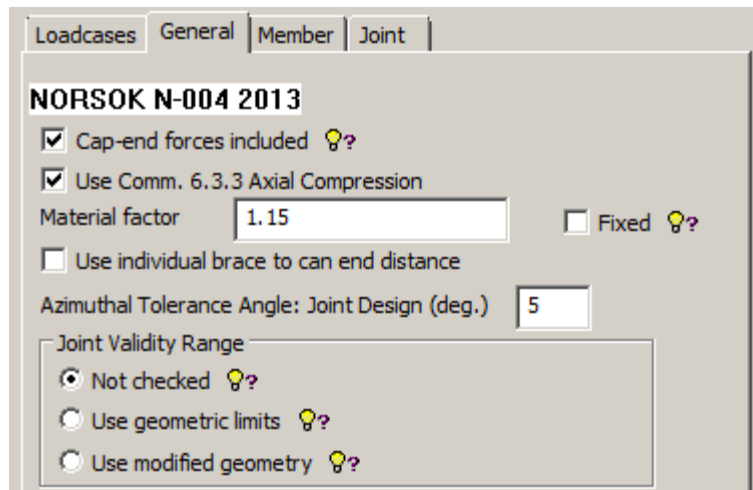 Loadcases General Member Joint
NORSOK N-004 2013
Cap-end forces included ?
Use Comm. 6.3.3 Axial Compression
Material factor 1.15 Fixed ?
Use individual brace to can end distance
Azimuthal Tolerance Angle: Joint Design (deg.) 5
Joint Validity Range
Not checked ?
Use geometric limits ?
Use modified geometry ?